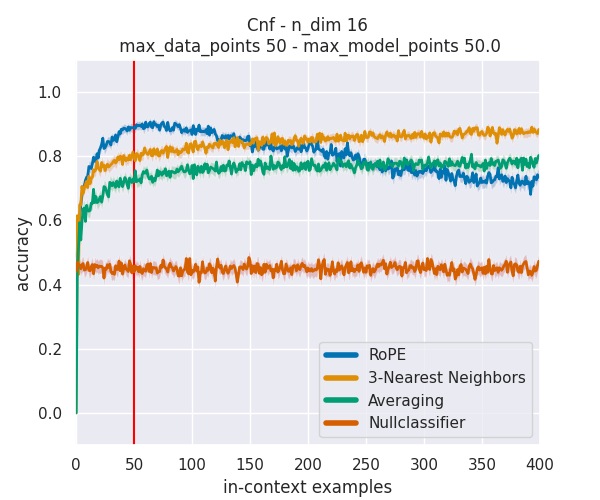 Cnf - n_dim 16
max_data_points 50 - max_model_points 50.0
accuracy
1.0
0.8
0.6
0.4
0.2
0.0
RoPE
3-Nearest Neighbors
Averaging
Nullclassifier
0 50 100 150 200 250 300 350 400
in-context examples